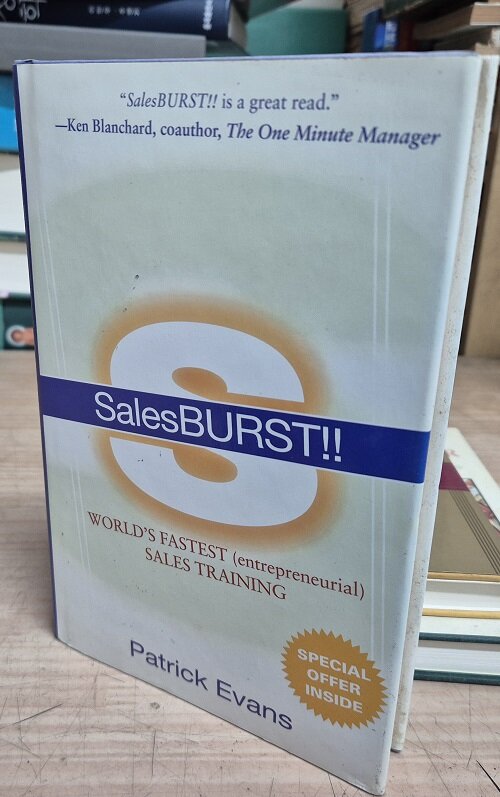 “SalesBURST!! is a great read.”
—Ken Blanchard, coauthor, The One Minute Manager
SalesBURST!!
WORLD'S FASTEST (entrepreneurial)
SALES TRAINING
Patrick Evans
SPECIAL
OFFER
INSIDE